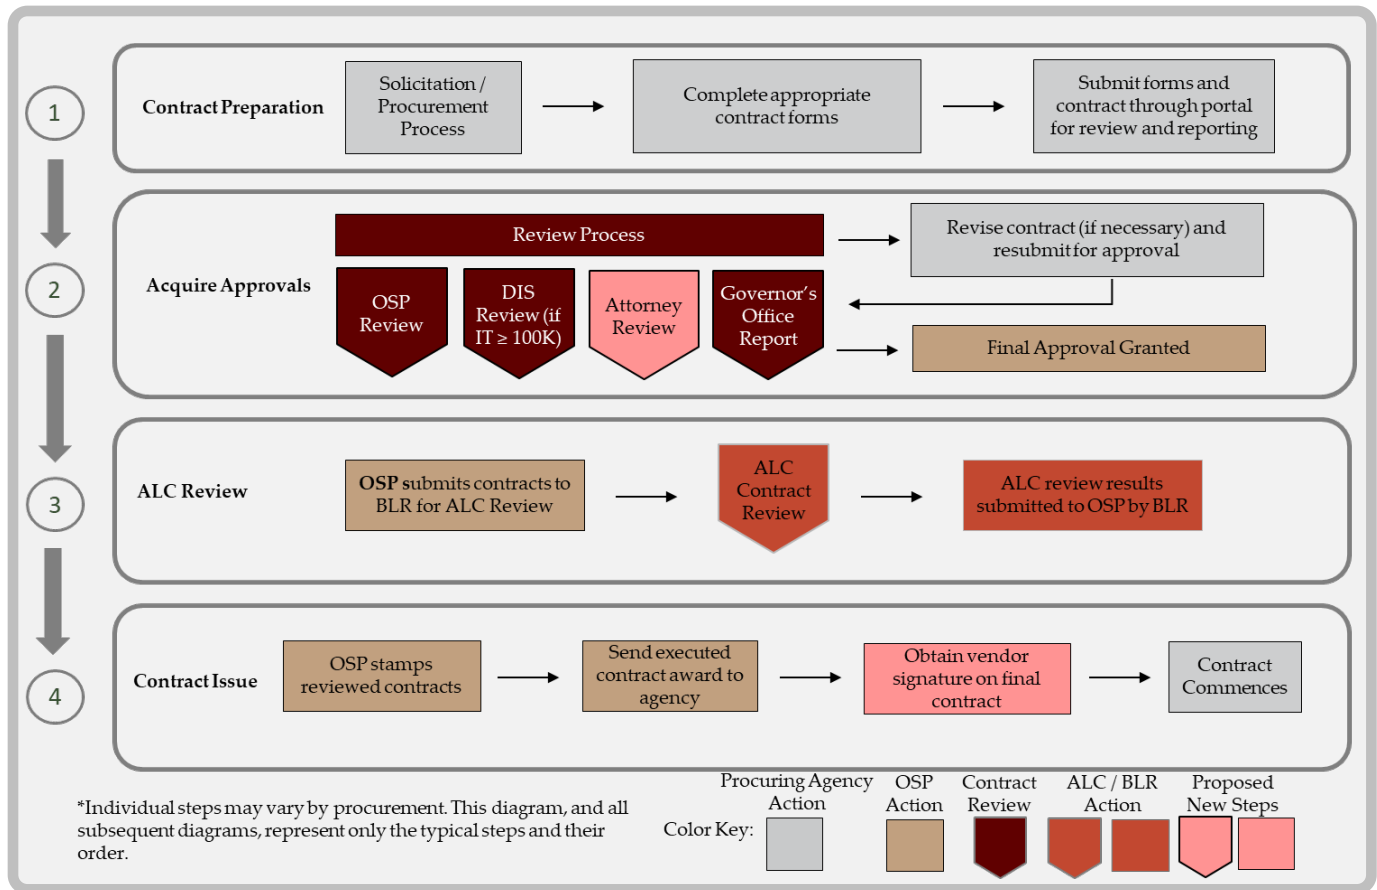 1
Contract Preparation
Solicitation /
Procurement
Process
Complete appropriate
contract forms
Submit forms and
contract through portal
for review and reporting
2
Acquire Approvals
Review Process
OSP
Review
DIS
Review (if
IT ≥ 100K)
Attorney
Review
Governor's
Office
Report
Revise contract (if necessary) and
resubmit for approval
Final Approval Granted
3
ALC Review
OSP submits contracts to
BLR for ALC Review
ALC
Contract
Review
ALC review results
submitted to OSP by BLR
4
Contract Issue
OSP stamps
reviewed contracts
Send executed
contract award to
agency
Obtain vendor
signature on final
contract
Contract
Commences
*Individual steps may vary by procurement. This diagram, and all
subsequent diagrams, represent only the typical steps and their
order.
Color Key:
Procuring Agency
Action
OSP
Action
Contract
Review
ALC / BLR
Action
Proposed
New Steps